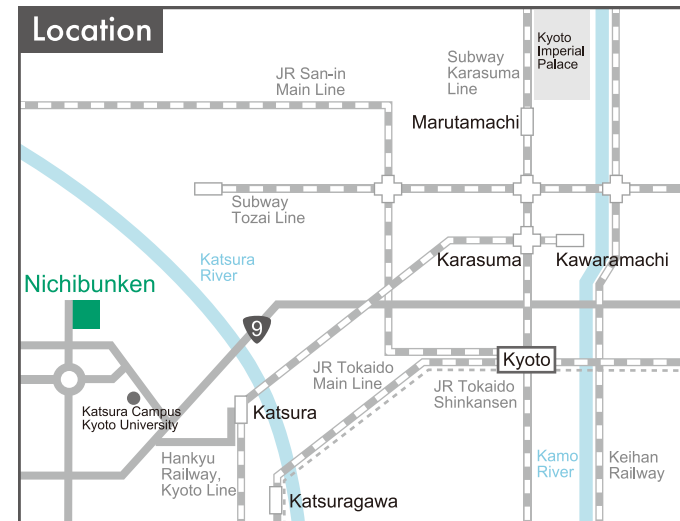 Location
Kyoto
Imperial
Palace
Subway
Karasuma
Line
JR San-in
Main Line
Marutamachi
Subway
Tozai Line
Katsura
River
Karasuma
Kawaramachi
Nichibunken
9
JR Tokaido
Main Line
Kyoto
JR Tokaido
Shinkansen
Katsura Campus
Kyoto University
Katsura
Hankyu
Railway,
Kyoto Line
Kamo
River
Keihan
Railway
Katsuragawa